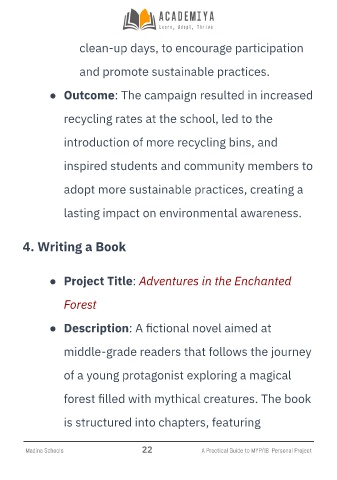 ACADEMIYA
Learn, Adapt, Thrive
clean-up days, to encourage participation
and promote sustainable practices.
● Outcome: The campaign resulted in increased
recycling rates at the school, led to the
introduction of more recycling bins, and
inspired students and community members to
adopt more sustainable practices, creating a
lasting impact on environmental awareness.
4. Writing a Book
● Project Title: Adventures in the Enchanted
Forest
● Description: A fictional novel aimed at
middle-grade readers that follows the journey
of a young protagonist exploring a magical
forest filled with mythical creatures. The book
is structured into chapters, featuring
Madina Schools 22 A Practical Guide to MYP/IB Personal Project